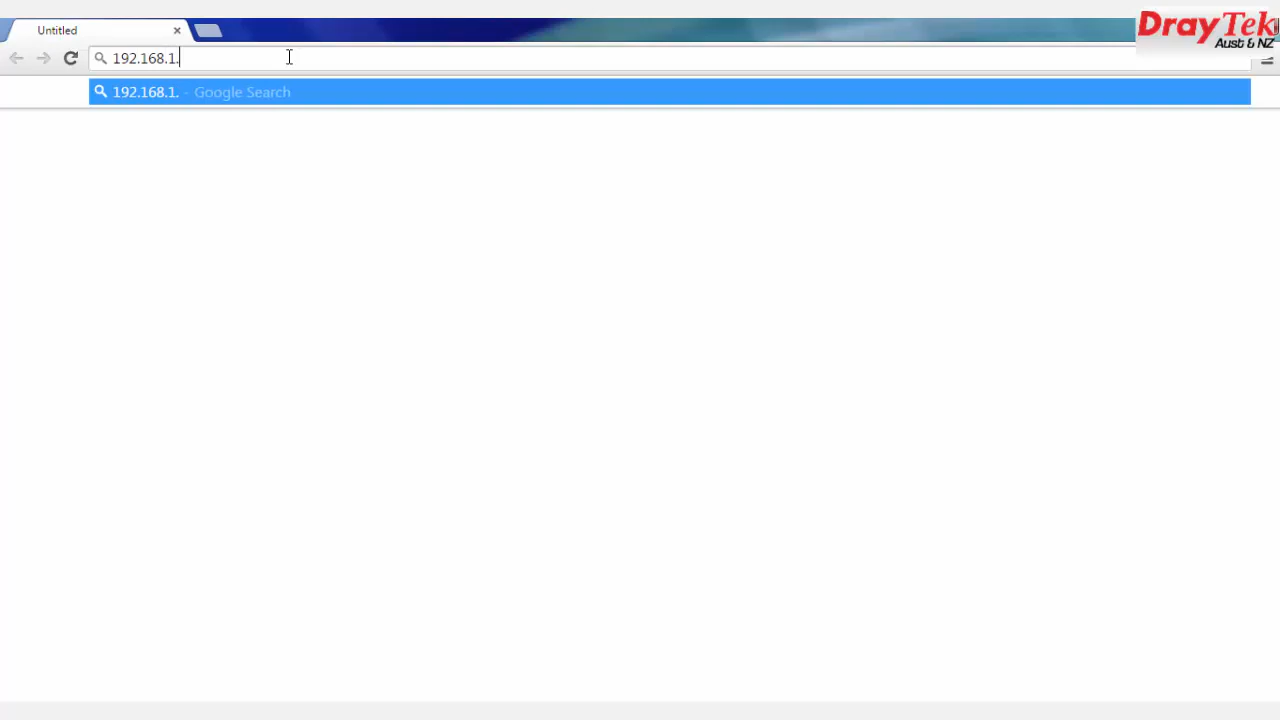 Untitled
DrayTek
Aust & NZ
192.168.1.
192.168.1. - Google Search